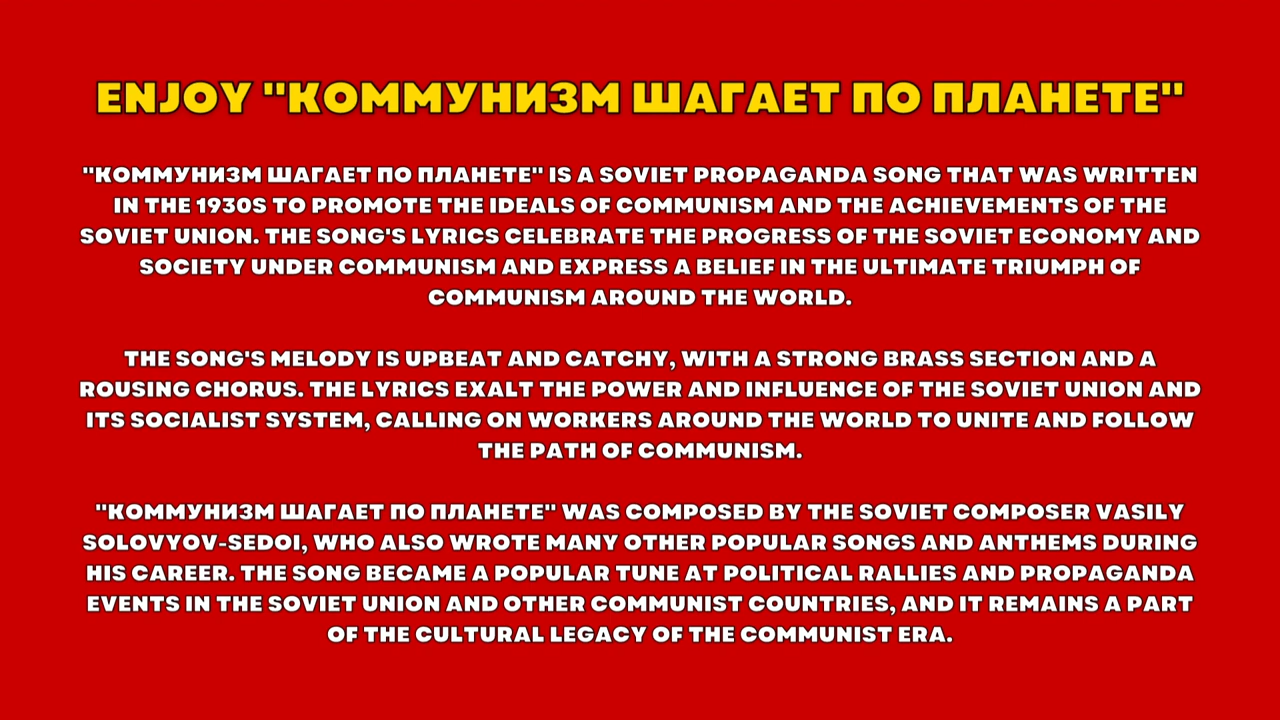 ENJOY "КОММУНИЗМ ШАГАЕТ ПО ПЛАНЕТЕ"
"КОММУНИЗМ ШАГАЕТ ПО ПЛАНЕТЕ" IS A SOVIET PROPAGANDA SONG THAT WAS WRITTEN
IN THE 1930S TO PROMOTE THE IDEALS OF COMMUNISM AND THE ACHIEVEMENTS OF THE
SOVIET UNION. THE SONG'S LYRICS CELEBRATE THE PROGRESS OF THE SOVIET ECONOMY AND
SOCIETY UNDER COMMUNISM AND EXPRESS A BELIEF IN THE ULTIMATE TRIUMPH OF
COMMUNISM AROUND THE WORLD.
THE SONG'S MELODY IS UPBEAT AND CATCHY, WITH A STRONG BRASS SECTION AND A
ROUSING CHORUS. THE LYRICS EXALT THE POWER AND INFLUENCE OF THE SOVIET UNION AND
ITS SOCIALIST SYSTEM, CALLING ON WORKERS AROUND THE WORLD TO UNITE AND FOLLOW
THE PATH OF COMMUNISM.
"КОММУНИЗМ ШАГАЕТ ПО ПЛАНЕТЕ" WAS COMPOSED BY THE SOVIET COMPOSER VASILY
SOLOVYOV-SEDOI, WHO ALSO WROTE MANY OTHER POPULAR SONGS AND ANTHEMS DURING
HIS CAREER. THE SONG BECAME A POPULAR TUNE AT POLITICAL RALLIES AND PROPAGANDA
EVENTS IN THE SOVIET UNION AND OTHER COMMUNIST COUNTRIES, AND IT REMAINS A PART
OF THE CULTURAL LEGACY OF THE COMMUNIST ERA.